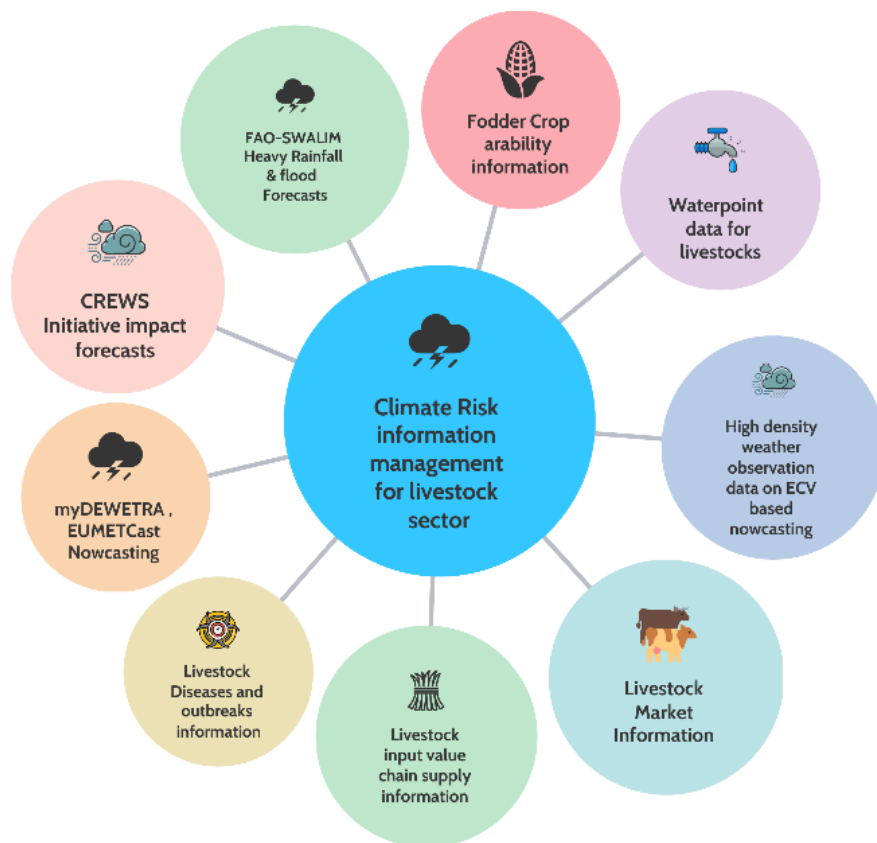 FAO-SWALIM
Heavy Rainfall
& flood
Forecasts
Fodder Crop
arability
information
Waterpoint
data for
livestocks
CREWS
Initiative impact
forecasts
Climate Risk
information
management
for livestock
sector
High density
weather
observation
data on ECV
based
nowcasting
myDEWETRA ,
EUMETCast
Nowcasting
Livestock
Diseases and
outbreaks
information
Livestock
input value
chain supply
information
Livestock
Market
Information